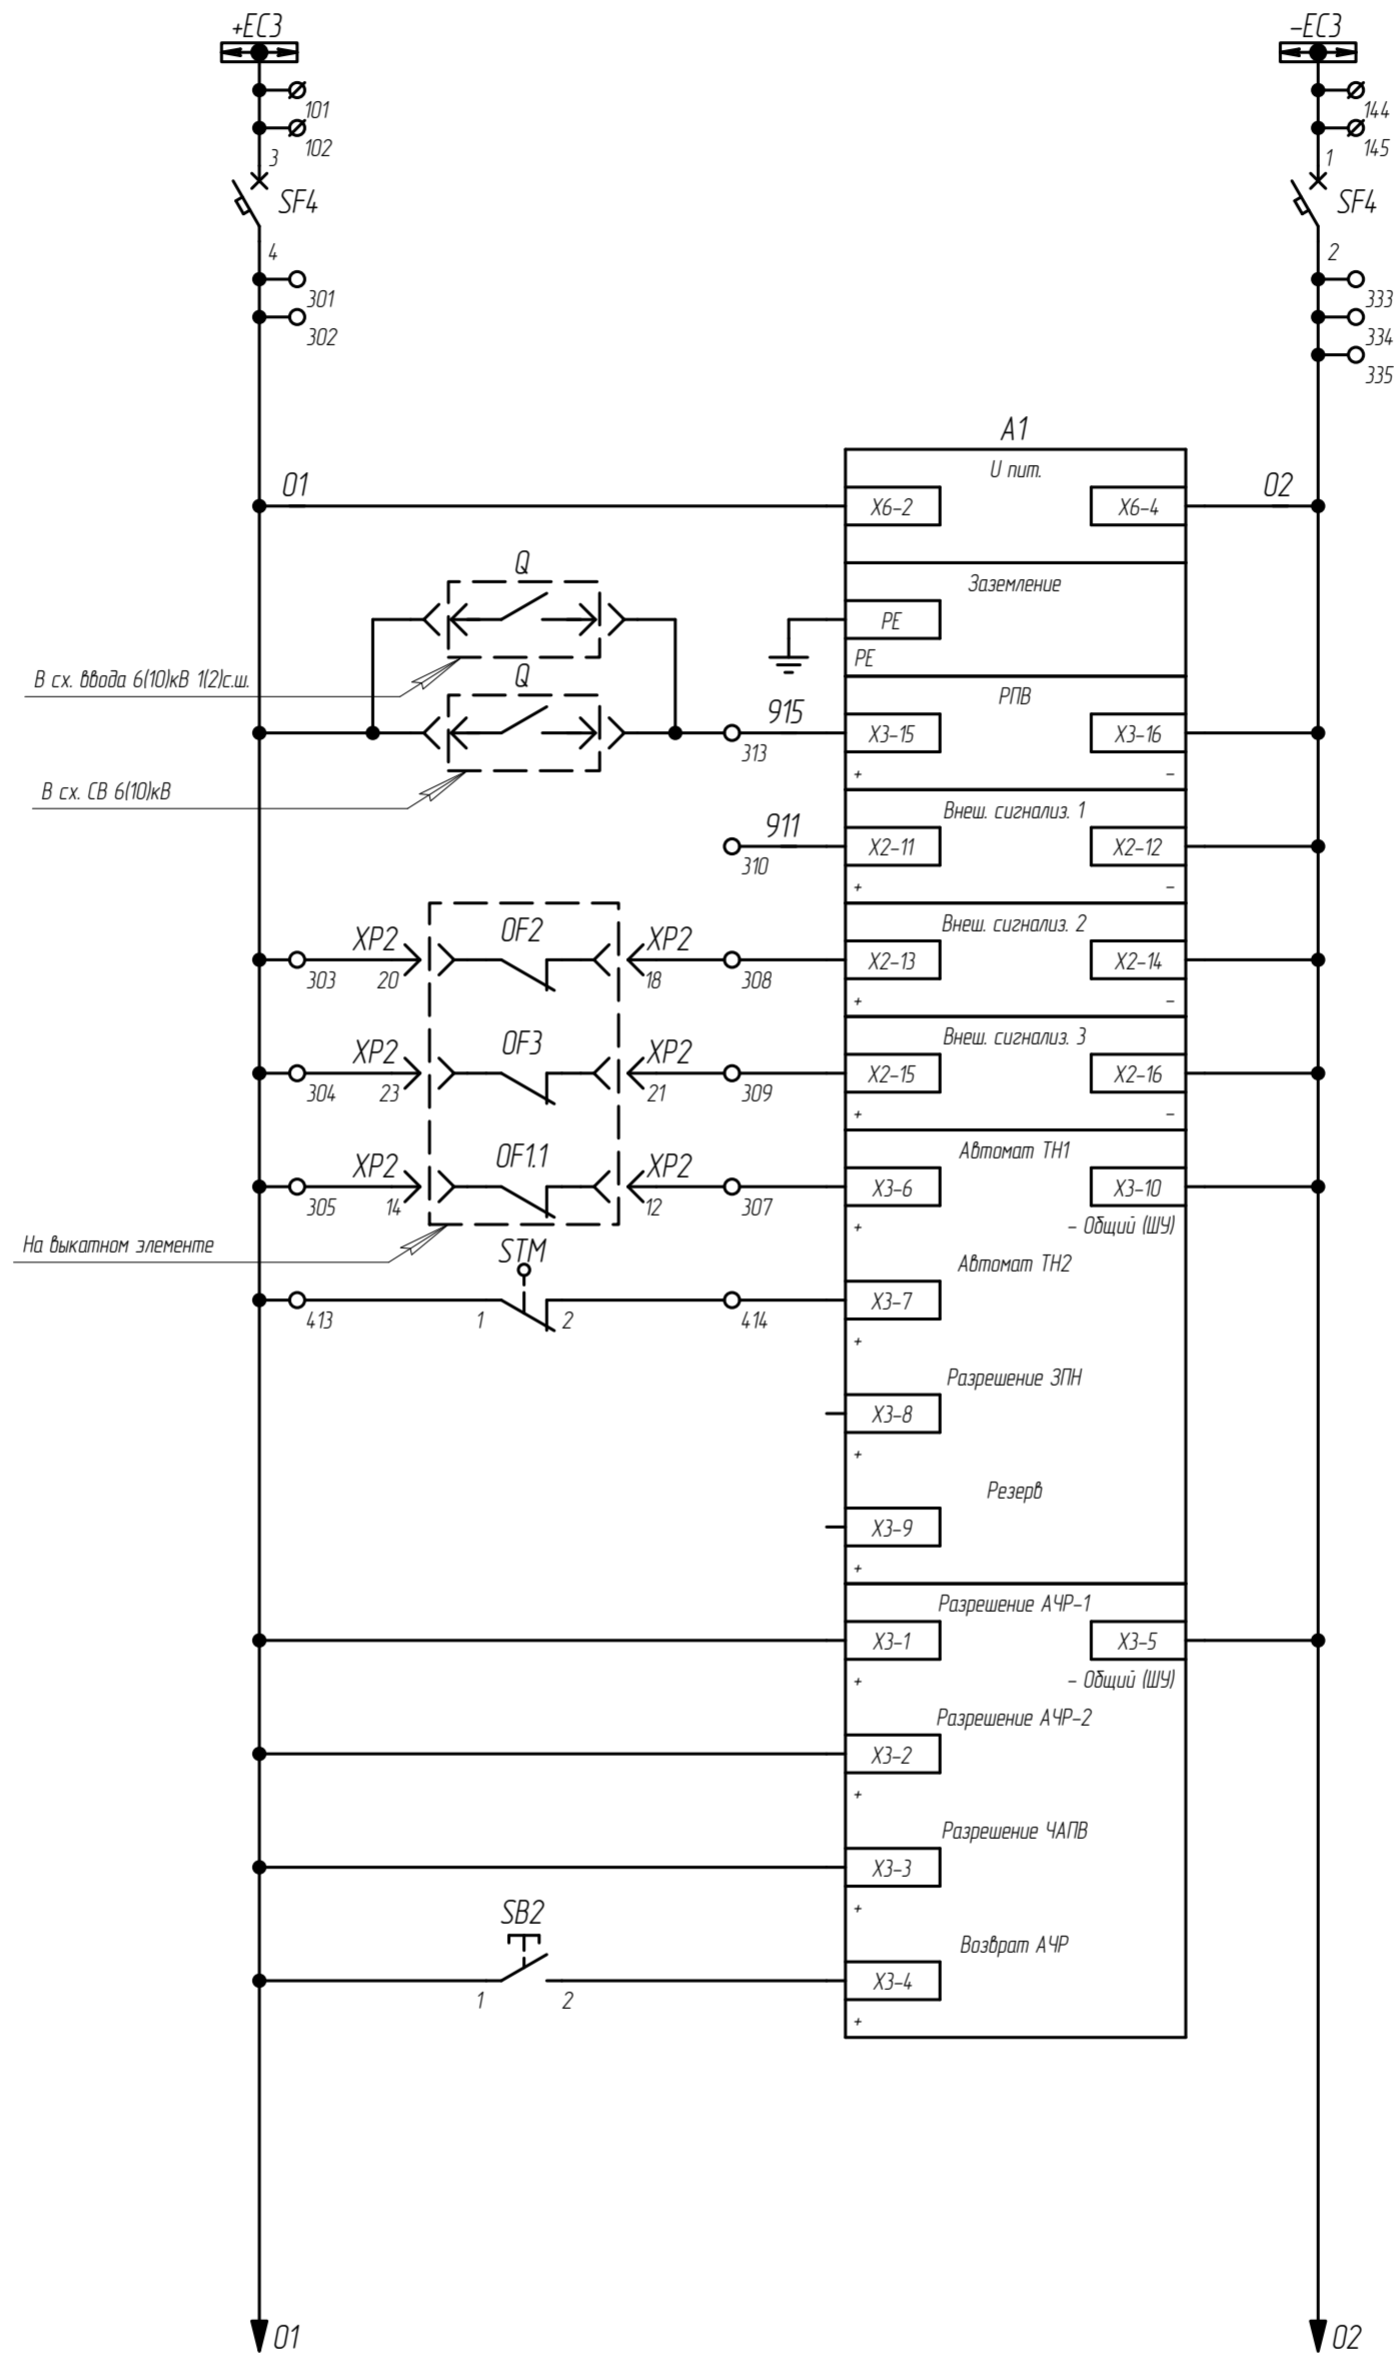 +ЕС3 -ЕС3
101 144
102 145
3 1
SF4 SF4
4 2
301 333
302 334
335
А1
U пит.
01 X6-2 X6-4 02
Q
Заземление
PE
PE
В сх. ввода 6(10)кВ 1(2)с.ш.
Q
РПВ
915 X3-15 X3-16
313
+ -
В сх. СВ 6(10)кВ
Внеш. сигнализ. 1
911 X2-11 X2-12
310
+ -
Внеш. сигнализ. 2
XP2 OF2 XP2 X2-13 X2-14
303 20 18 308
+ -
Внеш. сигнализ. 3
XP2 OF3 XP2 X2-15 X2-16
304 23 21 309
+ -
Автомат ТН1
XP2 OF1.1 XP2 X3-6 X3-10
305 14 12 307
+ - Общий (ШУ)
На выкатном элементе
STM
Автомат ТН2
X3-7
413 1 2 414
+
Разрешение ЗПН
X3-8
+
Резерв
X3-9
+
Разрешение АЧР-1
X3-1 X3-5
+ - Общий (ШУ)
Разрешение АЧР-2
X3-2
+
Разрешение ЧАПВ
X3-3
+
SB2
Возврат АЧР
X3-4
1 2
+
01 02